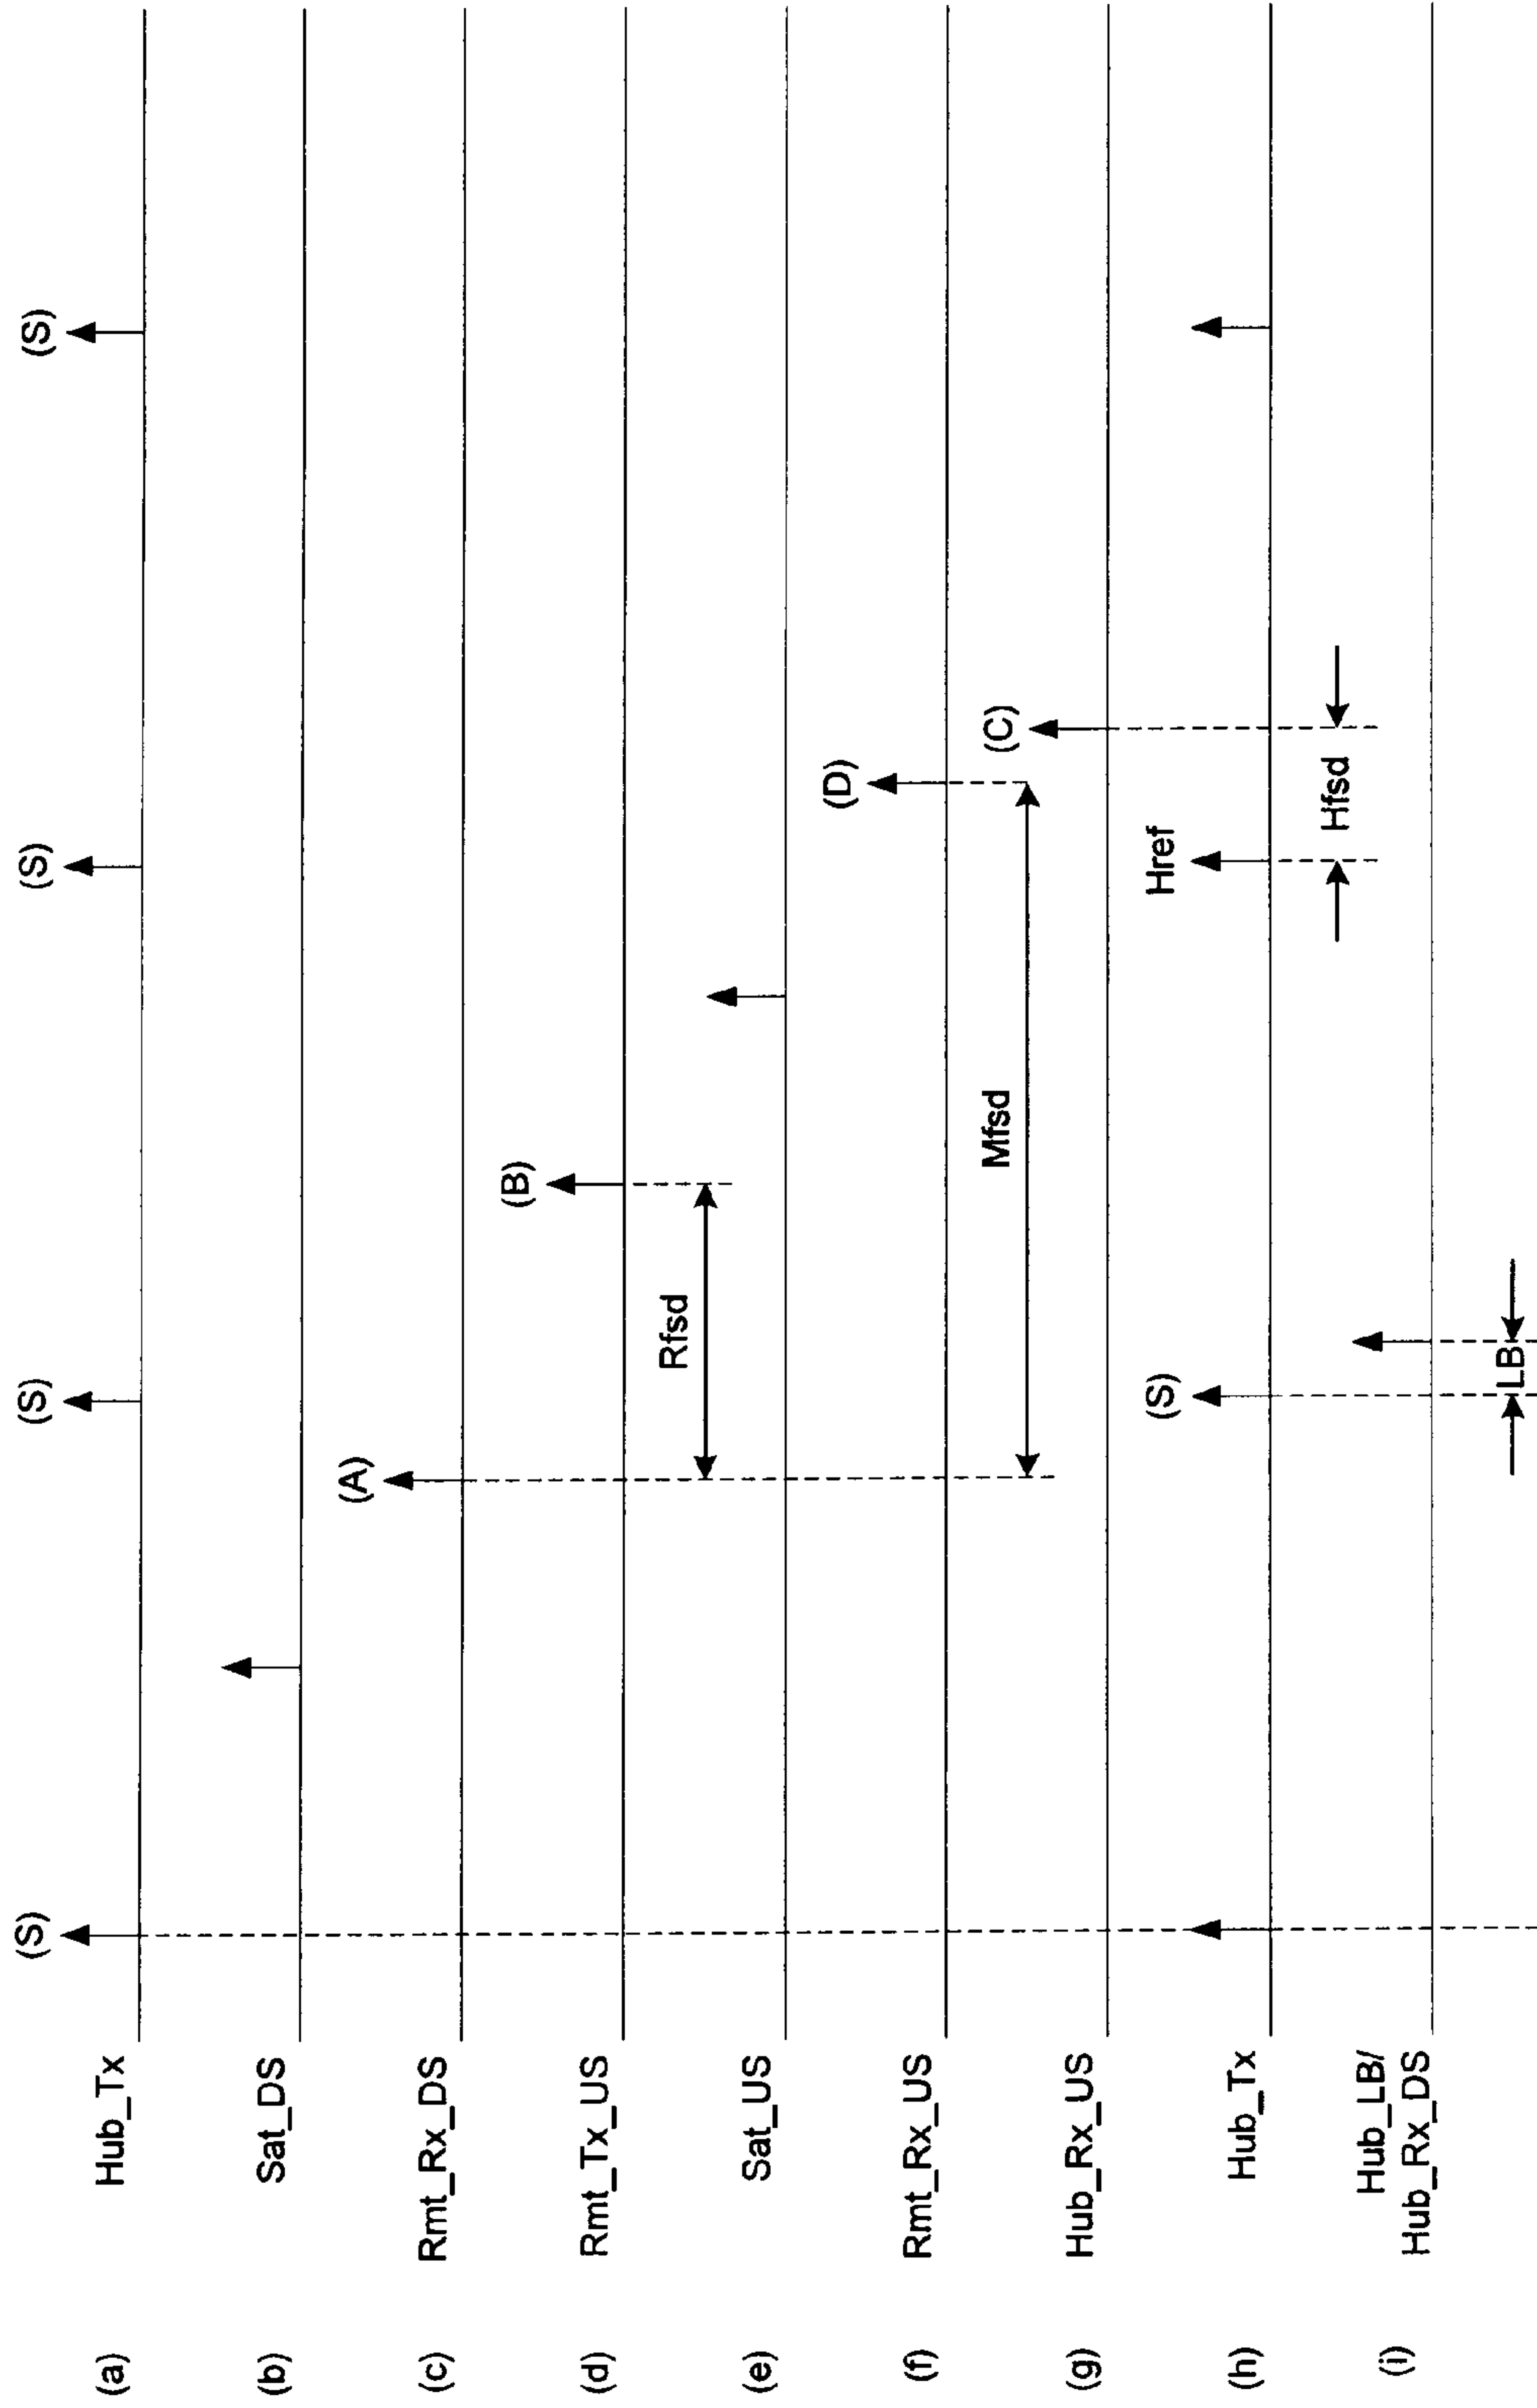 (a) Hub_Tx (S) (S) (S) (S)
(b) Sat_DS
(c) Rmt_Rx_DS (A)
(d) Rmt_Tx_US (B)
Rfsd
(e) Sat_US
(f) Rmt_Rx_US (D)
Mfsd
(g) Hub_Rx_US (C)
(h) Hub_Tx (S) Href
Hfsd
(i) Hub_LB/
Hub_Rx_DS
LB